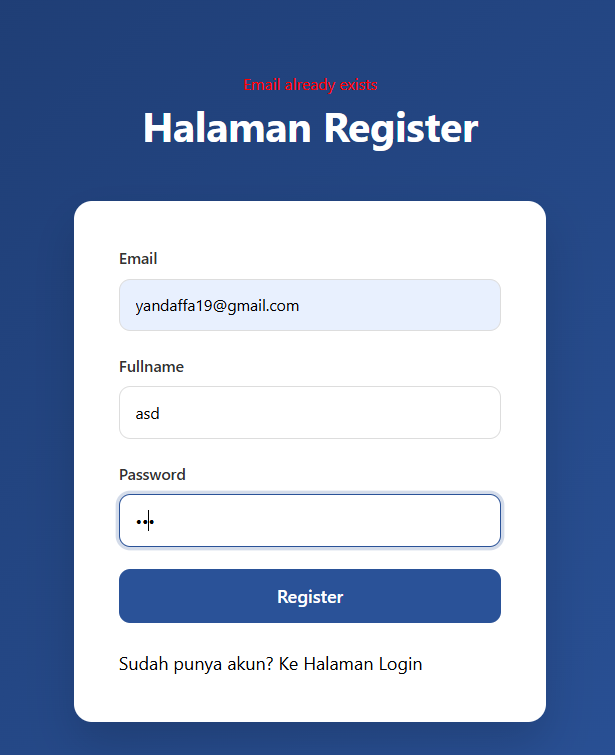 Email already exists
Halaman Register
Email
yandaffa19@gmail.com
Fullname
asd
Password
•••
Register
Sudah punya akun? Ke Halaman Login